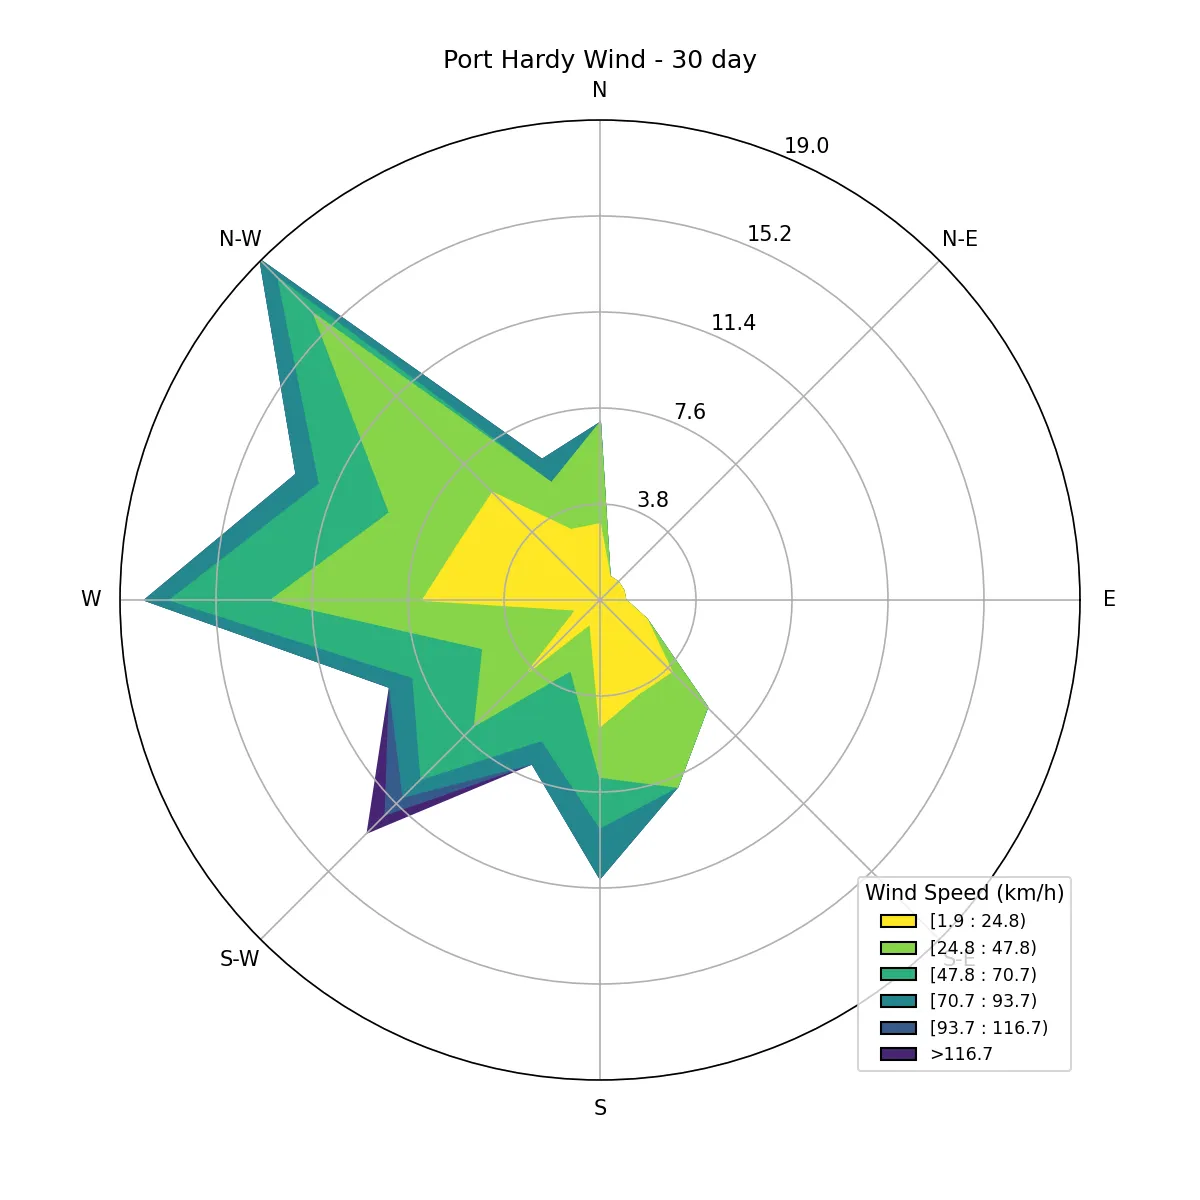 Port Hardy Wind - 30 day
N
19.0
15.2
N-W
N-E
11.4
7.6
3.8
W
E
Wind Speed (km/h)
[1.9 : 24.8)
[24.8 : 47.8)
S-W
S-E
[47.8 : 70.7)
[70.7 : 93.7)
[93.7 : 116.7)
>116.7
S